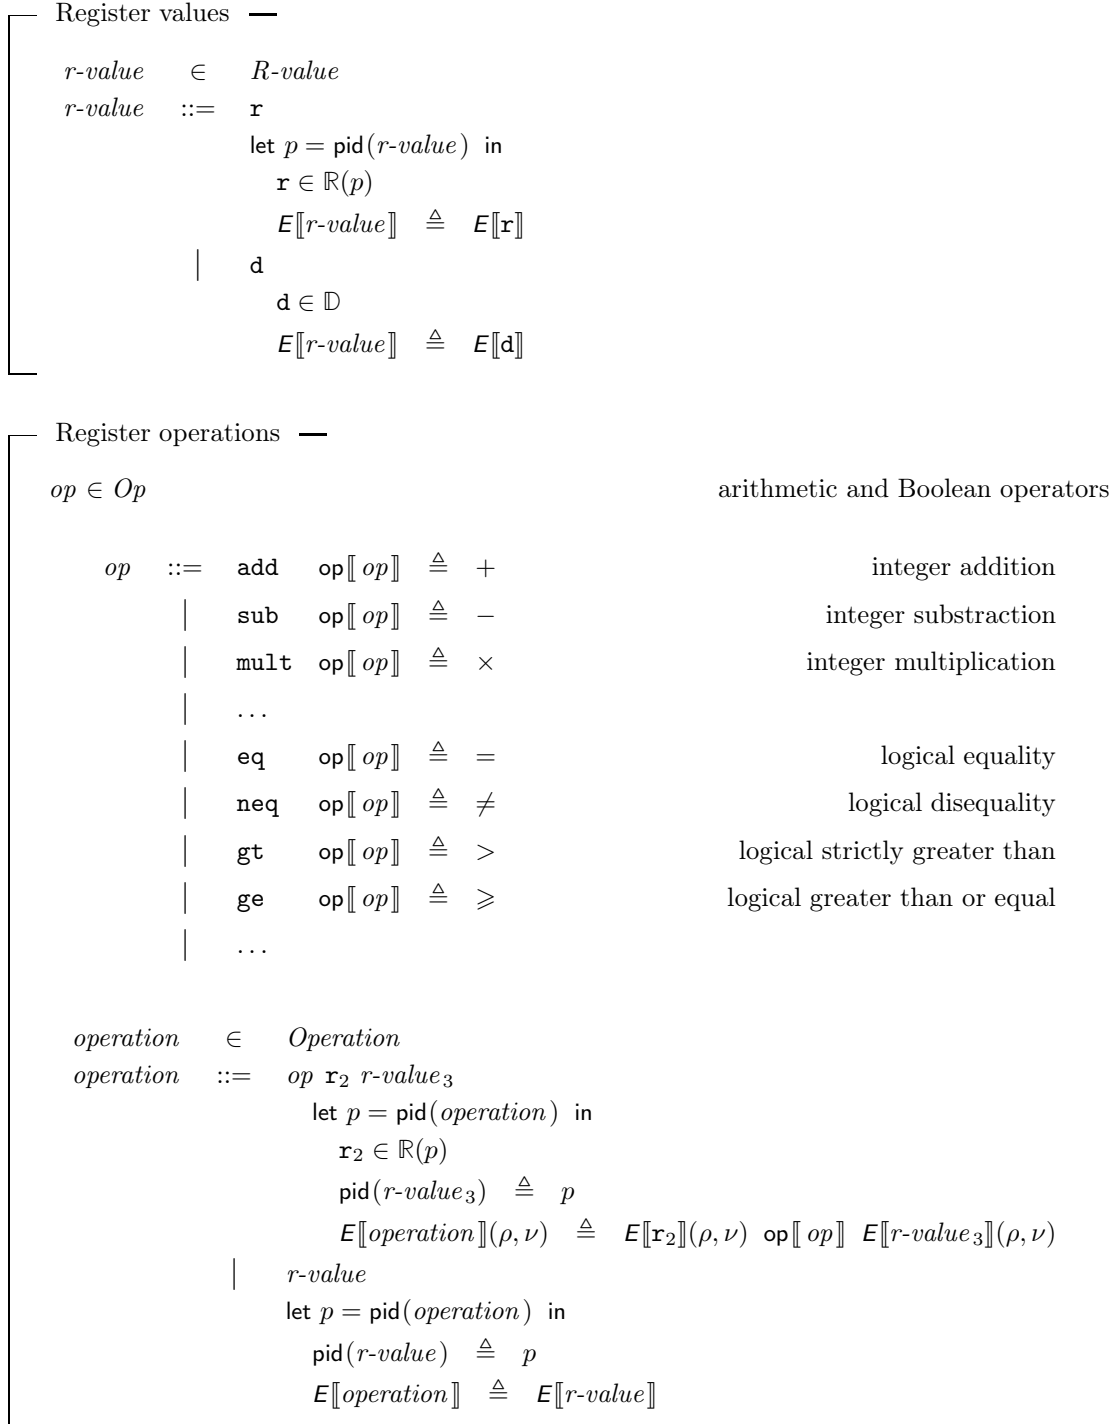 Register values
r-value ∈ R-value
r-value ::= r
let p = pid(r-value) in
r ∈ ℝ(p)
E⟦r-value⟧ ≜ E⟦r⟧
| d
d ∈ 𝔻
E⟦r-value⟧ ≜ E⟦d⟧
Register operations
op ∈ Op arithmetic and Boolean operators
op ::= add op⟦op⟧ ≜ + integer addition
| sub op⟦op⟧ ≜ − integer substraction
| mult op⟦op⟧ ≜ × integer multiplication
| ...
| eq op⟦op⟧ ≜ = logical equality
| neq op⟦op⟧ ≜ ≠ logical disequality
| gt op⟦op⟧ ≜ > logical strictly greater than
| ge op⟦op⟧ ≜ ⩾ logical greater than or equal
| ...
operation ∈ Operation
operation ::= op r₂ r-value₃
let p = pid(operation) in
r₂ ∈ ℝ(p)
pid(r-value₃) ≜ p
E⟦operation⟧(ρ, ν) ≜ E⟦r₂⟧(ρ, ν) op⟦op⟧ E⟦r-value₃⟧(ρ, ν)
| r-value
let p = pid(operation) in
pid(r-value) ≜ p
E⟦operation⟧ ≜ E⟦r-value⟧